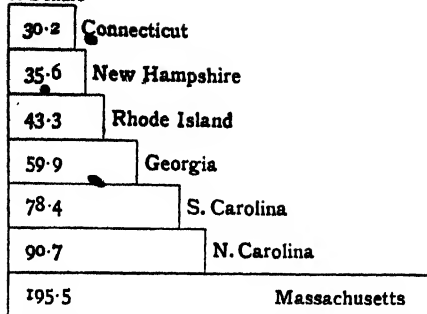 30·2 Connecticut
35·6 New Hampshire
43·3 Rhode Island
59·9 Georgia
78·4 S. Carolina
90·7 N. Carolina
195·5 Massachusetts